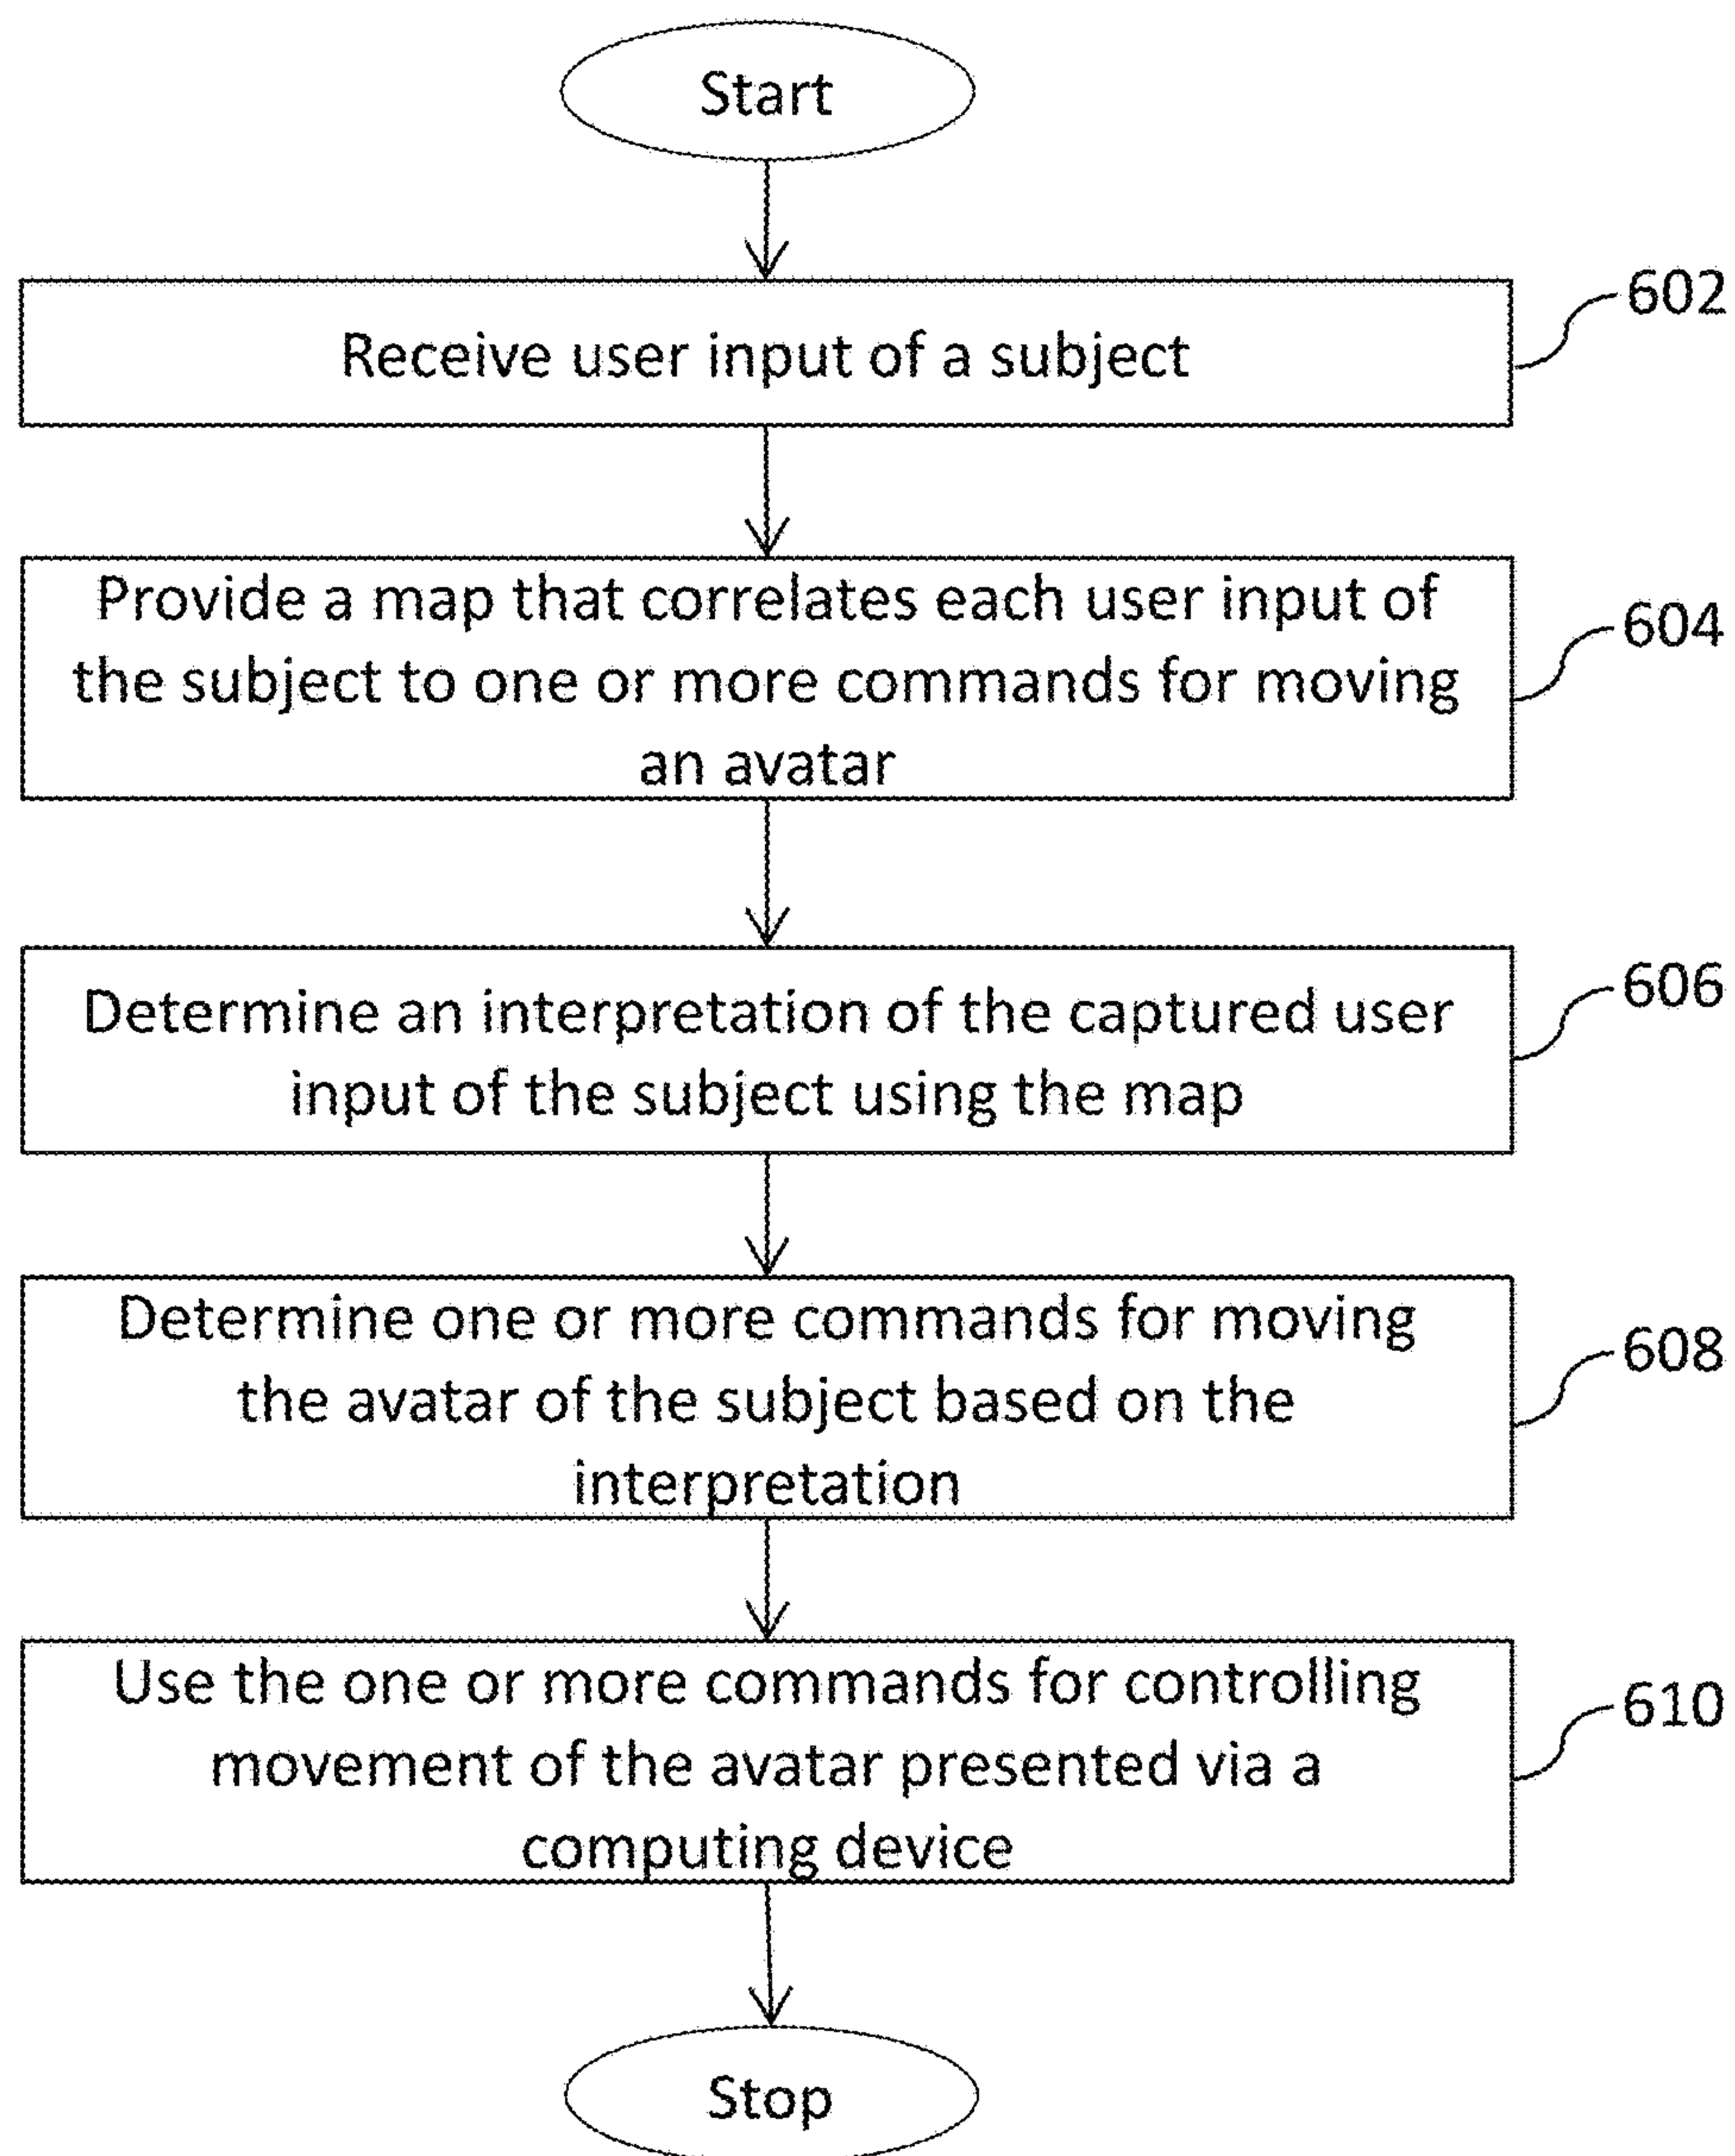 Start
602
Receive user input of a subject
Provide a map that correlates each user input of
604
the subject to one or more commands for moving
an avatar
606
Determine an interpretation of the captured user
input of the subject using the map
Determine one or more commands for moving
608
the avatar of the subject based on the
interpretation
Use the one or more commands for controlling
610
movement of the avatar presented via a
computing device
Stop